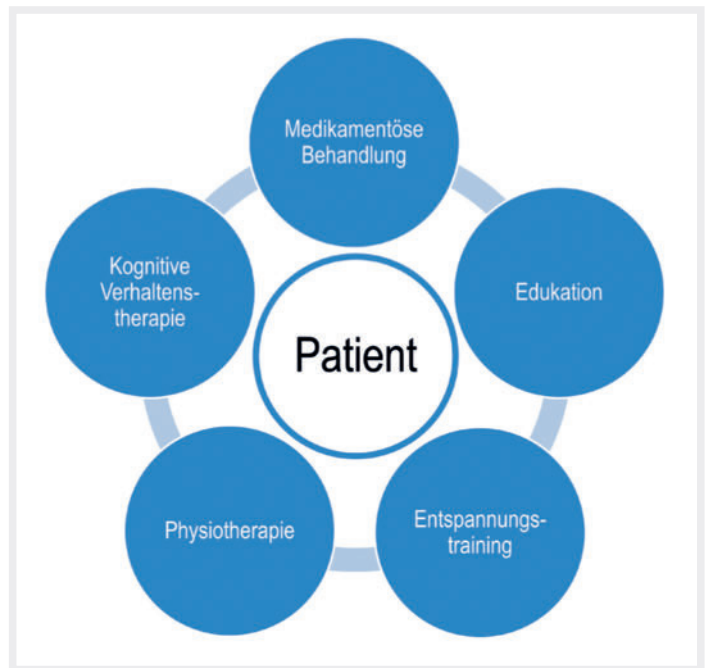 Medikamentöse
Behandlung
Edukation
Entspannungs-
training
Physiotherapie
Kognitive
Verhaltens-
therapie
Patient